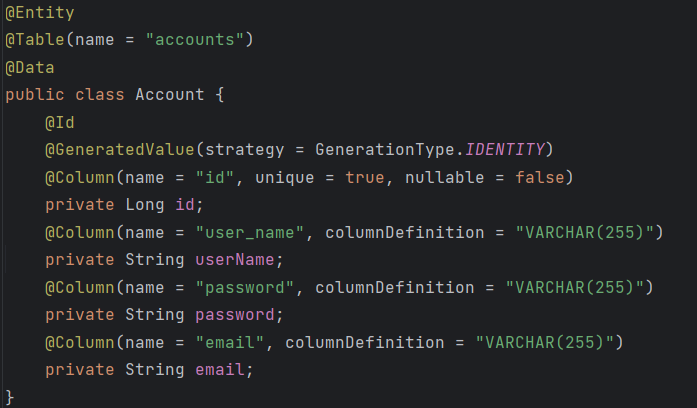 @Entity
@Table(name = "accounts")
@Data
public class Account {
    @Id
    @GeneratedValue(strategy = GenerationType.IDENTITY)
    @Column(name = "id", unique = true, nullable = false)
    private Long id;
    @Column(name = "user_name", columnDefinition = "VARCHAR(255)")
    private String userName;
    @Column(name = "password", columnDefinition = "VARCHAR(255)")
    private String password;
    @Column(name = "email", columnDefinition = "VARCHAR(255)")
    private String email;
}